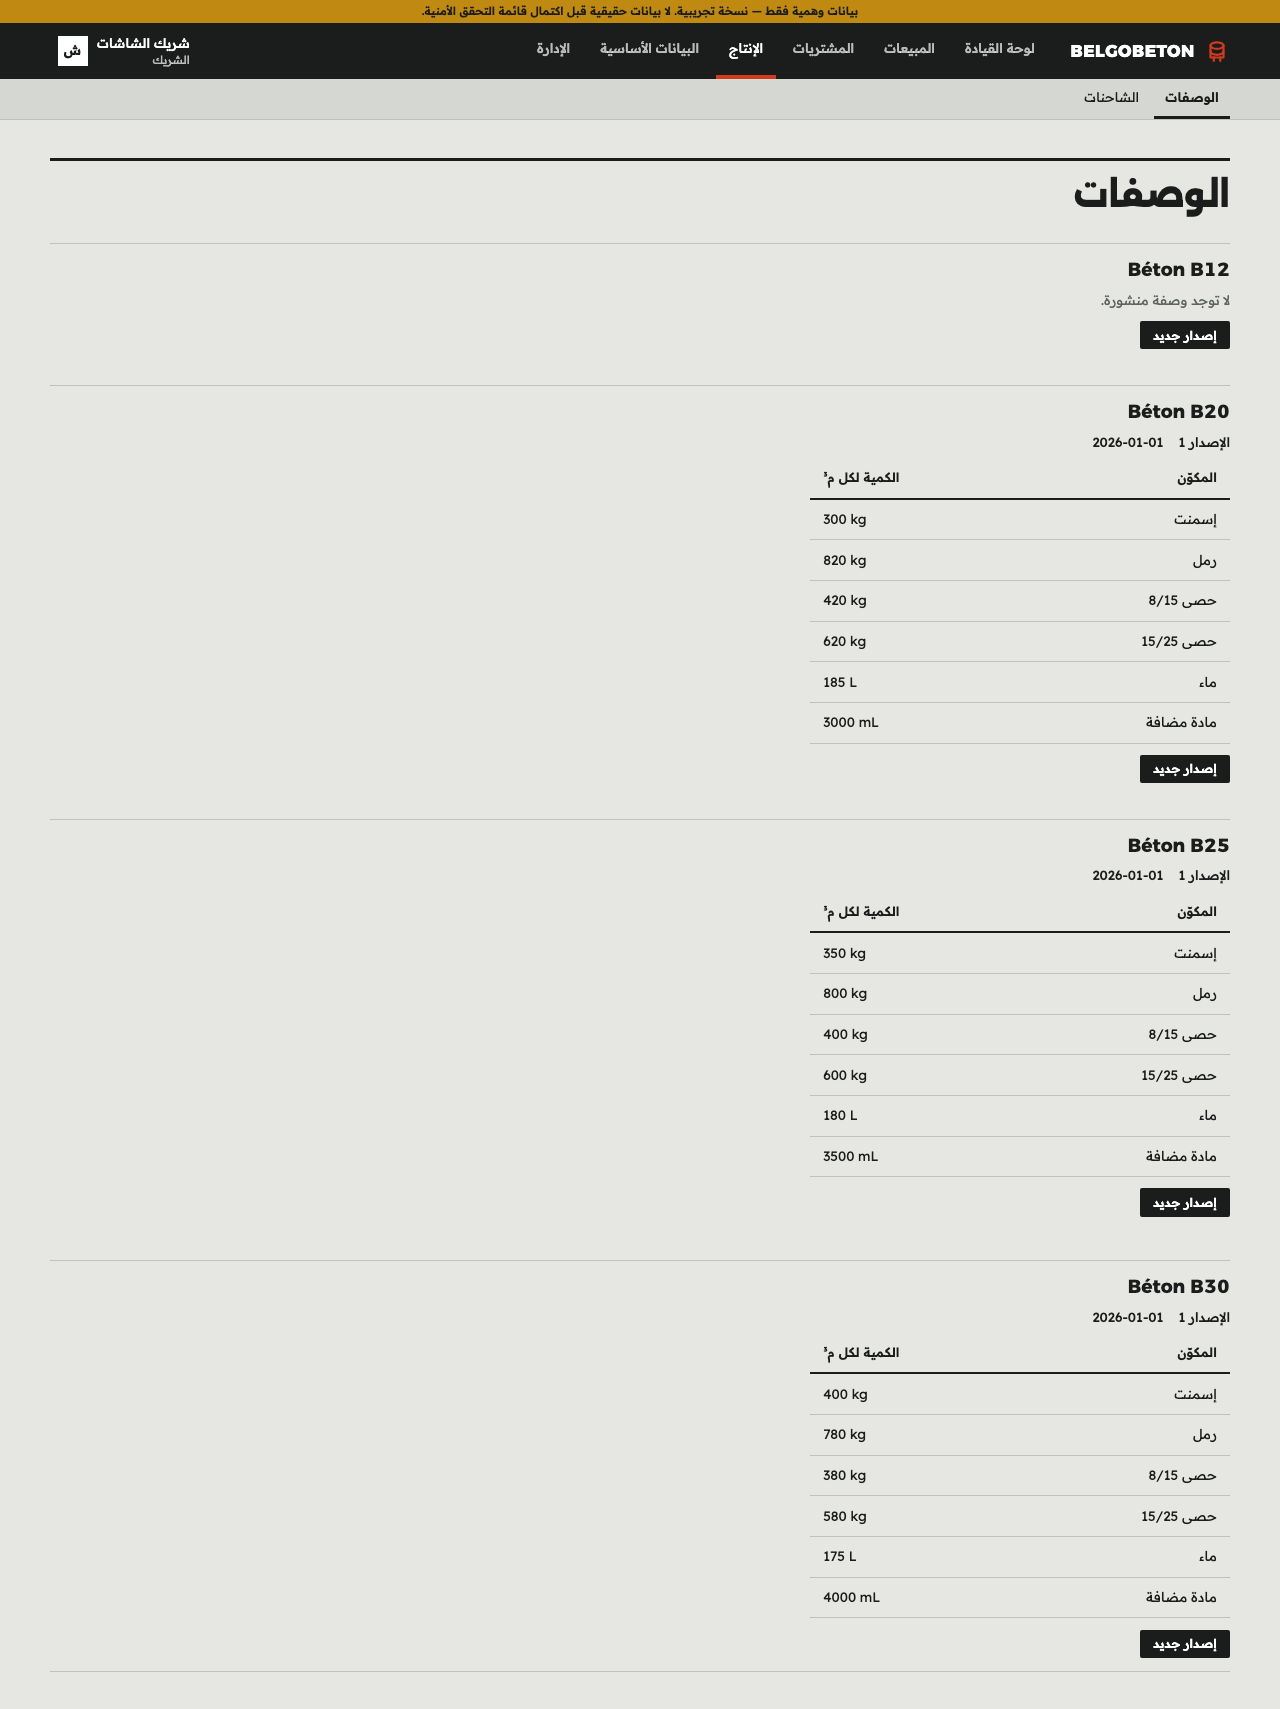 بيانات وهمية فقط — نسخة تجريبية. لا بيانات حقيقية قبل اكتمال قائمة التحقق الأمنية.
BELGOBETON لوحة القيادة المبيعات المشتريات الإنتاج البيانات الأساسية الإدارة
شريك الشاشات
الشريك
ش
الوصفات الشاحنات
الوصفات
Béton B12
لا توجد وصفة منشورة.
إصدار جديد
Béton B20
الإصدار 1 2026-01-01
المكوّن الكمية لكل م³
إسمنت 300 kg
رمل 820 kg
حصى 8/15 420 kg
حصى 15/25 620 kg
ماء 185 L
مادة مضافة 3000 mL
إصدار جديد
Béton B25
الإصدار 1 2026-01-01
المكوّن الكمية لكل م³
إسمنت 350 kg
رمل 800 kg
حصى 8/15 400 kg
حصى 15/25 600 kg
ماء 180 L
مادة مضافة 3500 mL
إصدار جديد
Béton B30
الإصدار 1 2026-01-01
المكوّن الكمية لكل م³
إسمنت 400 kg
رمل 780 kg
حصى 8/15 380 kg
حصى 15/25 580 kg
ماء 175 L
مادة مضافة 4000 mL
إصدار جديد